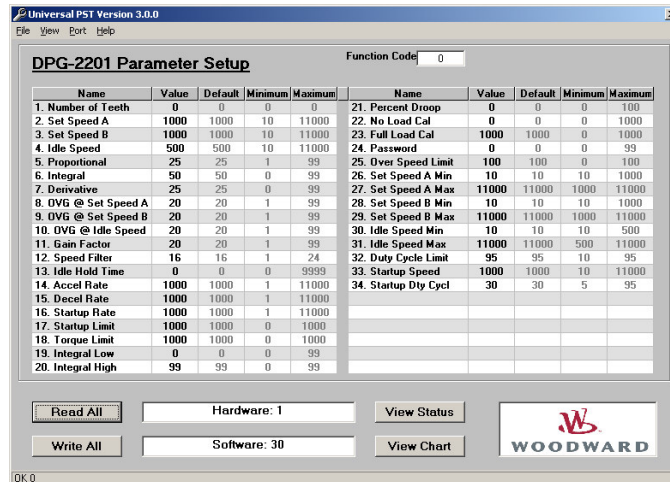 Universal PST Version 3.0.0
File View Port Help
DPG-2201 Parameter Setup
Function Code 0
Name Value Default Minimum Maximum
1. Number of Teeth 0 0 0 0
2. Set Speed A 1000 1000 10 11000
3. Set Speed B 1000 1000 10 11000
4. Idle Speed 500 500 10 11000
5. Proportional 25 25 1 99
6. Integral 50 50 0 99
7. Derivative 25 25 0 99
8. OVG @ Set Speed A 20 20 1 99
9. OVG @ Set Speed B 20 20 1 99
10. OVG @ Idle Speed 20 20 1 99
11. Gain Factor 20 20 1 99
12. Speed Filter 16 16 1 24
13. Idle Hold Time 0 0 0 9999
14. Accel Rate 1000 1000 1 11000
15. Decel Rate 1000 1000 1 11000
16. Startup Rate 1000 1000 1 11000
17. Startup Limit 1000 1000 0 1000
18. Torque Limit 1000 1000 0 1000
19. Integral Low 0 0 0 99
20. Integral High 99 99 0 99
Name Value Default Minimum Maximum
21. Percent Droop 0 0 0 100
22. No Load Cal 0 0 0 1000
23. Full Load Cal 1000 1000 0 1000
24. Password 0 0 0 99
25. Over Speed Limit 100 100 0 100
26. Set Speed A Min 10 10 10 1000
27. Set Speed A Max 11000 11000 1000 11000
28. Set Speed B Min 10 10 10 1000
29. Set Speed B Max 11000 11000 1000 11000
30. Idle Speed Min 10 10 10 500
31. Idle Speed Max 11000 11000 500 11000
32. Duty Cycle Limit 95 95 10 95
33. Startup Speed 1000 1000 10 11000
34. Startup Dty Cycl 30 30 5 95
Read All
Hardware: 1
View Status
Write All
Software: 30
View Chart
W
WOODWARD
OK 0